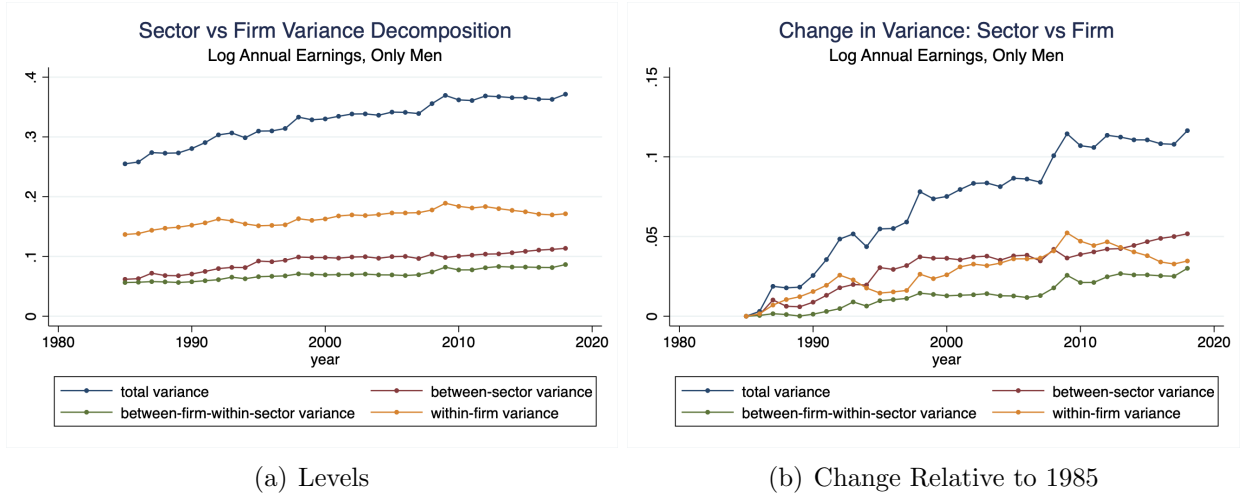 Sector vs Firm Variance Decomposition
Log Annual Earnings, Only Men
.4
.3
.2
.1
0
1980 1990 2000 2010 2020
year
total variance between-sector variance
between-firm-within-sector variance within-firm variance
(a) Levels
Change in Variance: Sector vs Firm
Log Annual Earnings, Only Men
.15
.1
.05
0
1980 1990 2000 2010 2020
year
total variance between-sector variance
between-firm-within-sector variance within-firm variance
(b) Change Relative to 1985